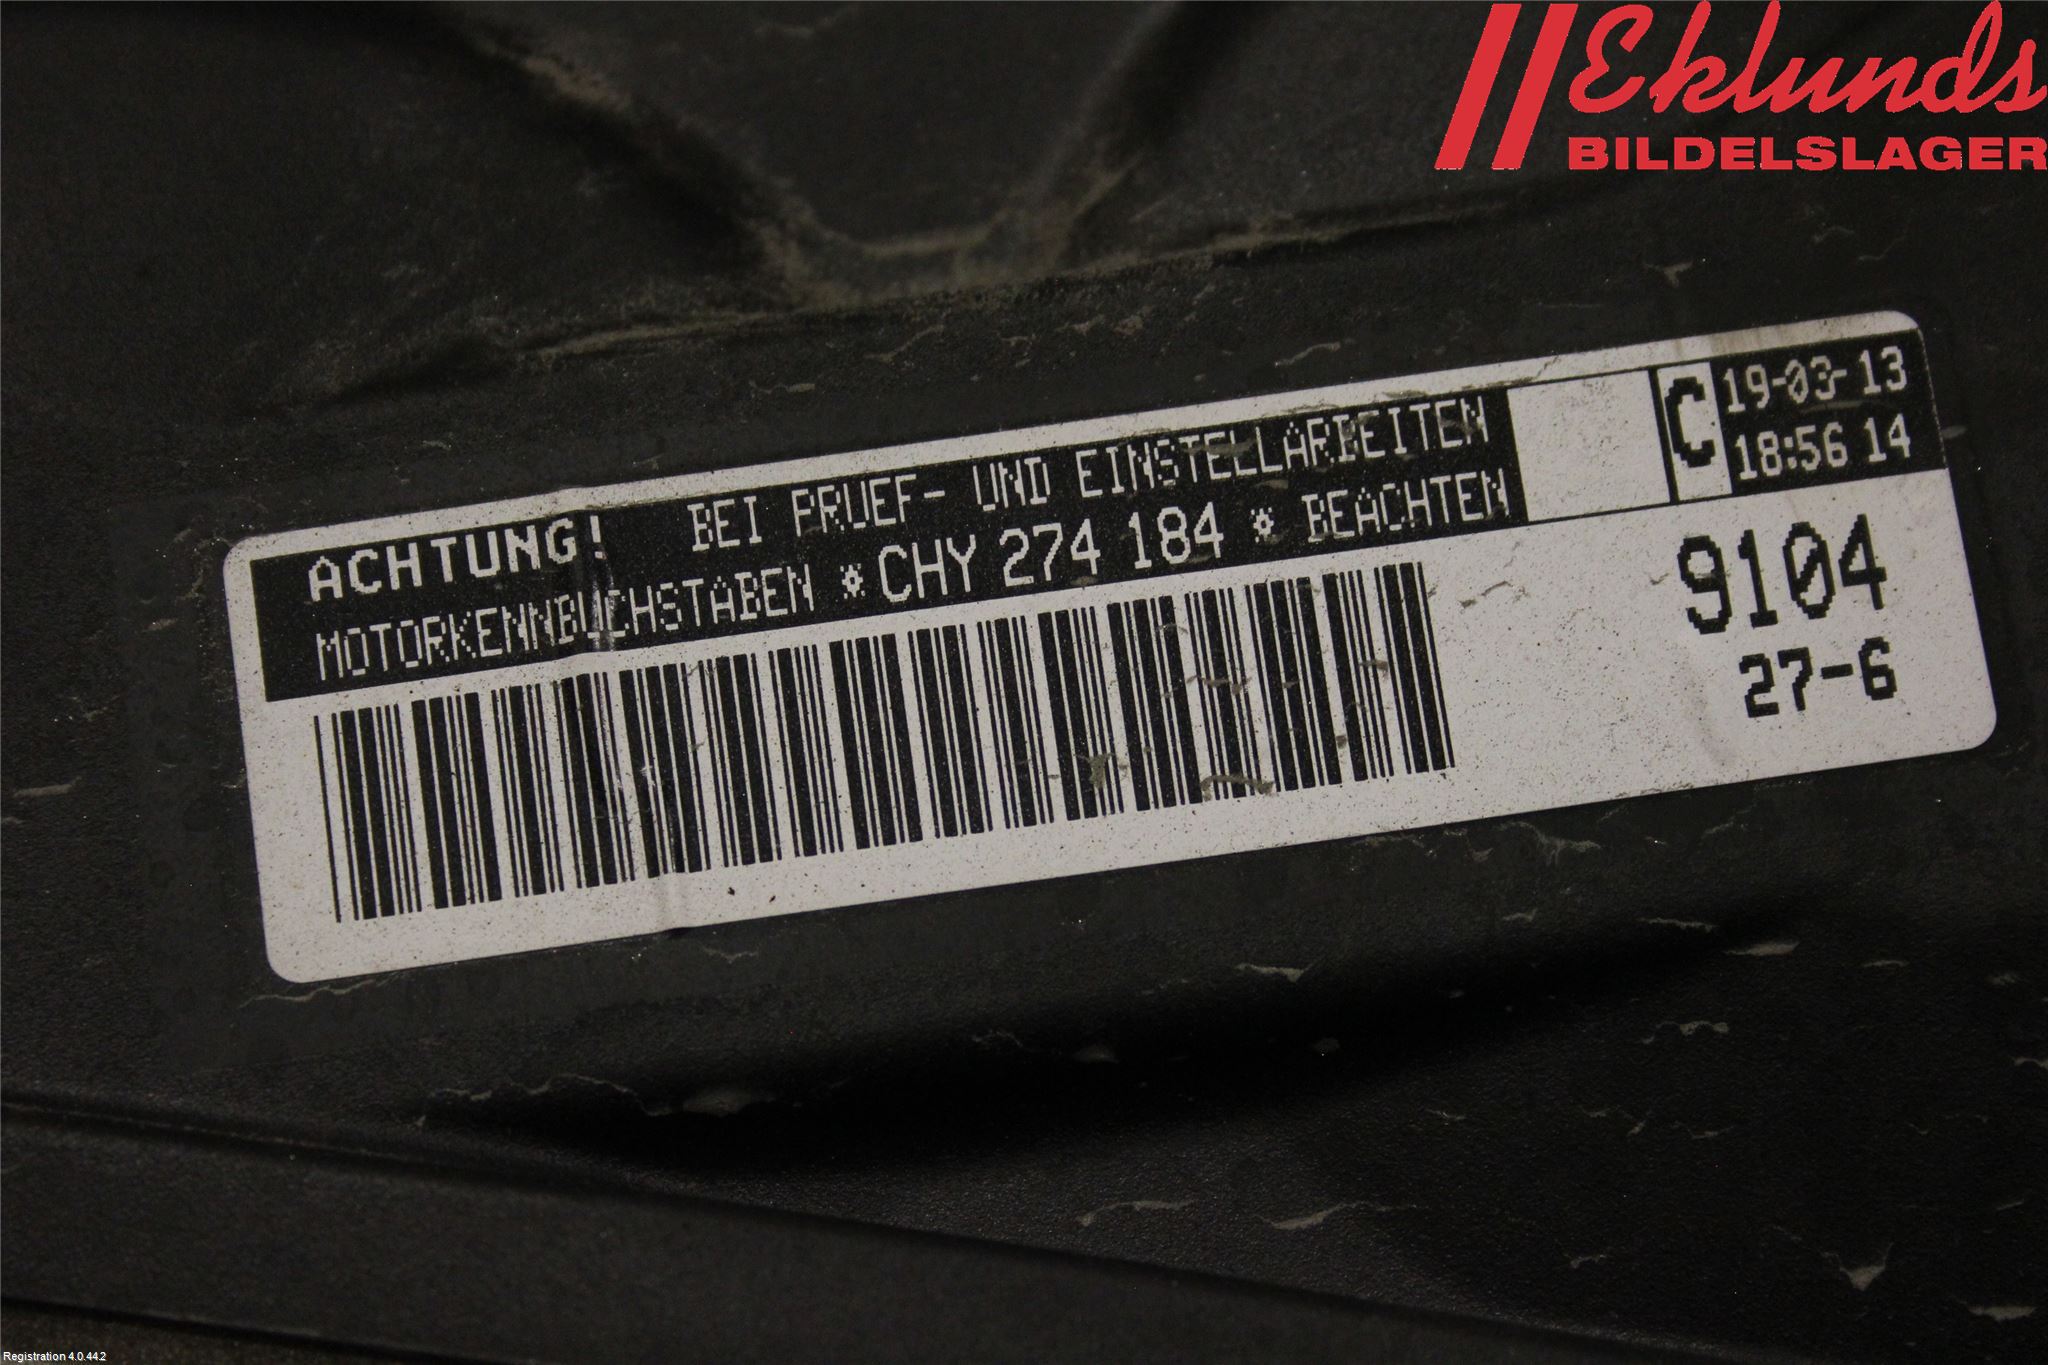 Eklunds
BILDELSLAGER
ACHTUNG! BEI PRUEF- UND EINSTELLARBEITEN
MOTORKENNBUCHSTABEN * CHY 274 184 * BEACHTEN
C
19-03-13
18:56 14
9104
27-6
Registration 4.0.44.2